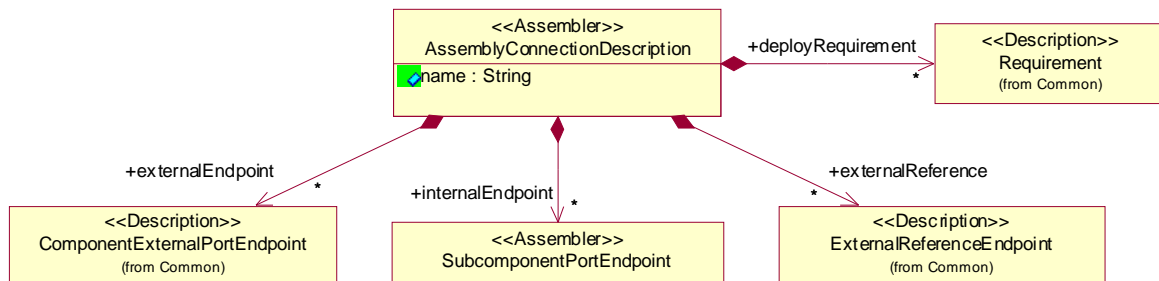 <<Assembler>>
AssemblyConnectionDescription
name : String
+deployRequirement
*
<<Description>>
Requirement
(from Common)
+externalEndpoint
*
+internalEndpoint
*
+externalReference
*
<<Description>>
ComponentExternalPortEndpoint
(from Common)
<<Assembler>>
SubcomponentPortEndpoint
<<Description>>
ExternalReferenceEndpoint
(from Common)